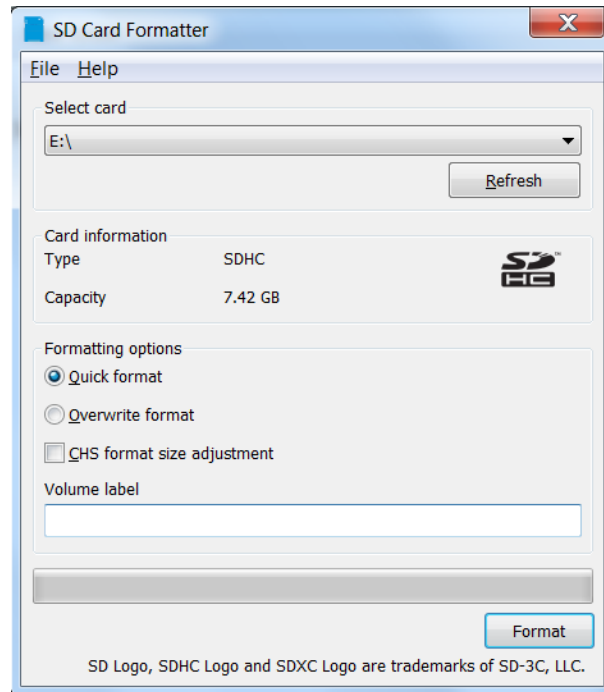 SD Card Formatter
File Help
Select card
E:\
Refresh
Card information
Type SDHC
SD HC
Capacity 7.42 GB
Formatting options
Quick format
Overwrite format
CHS format size adjustment
Volume label
Format
SD Logo, SDHC Logo and SDXC Logo are trademarks of SD-3C, LLC.